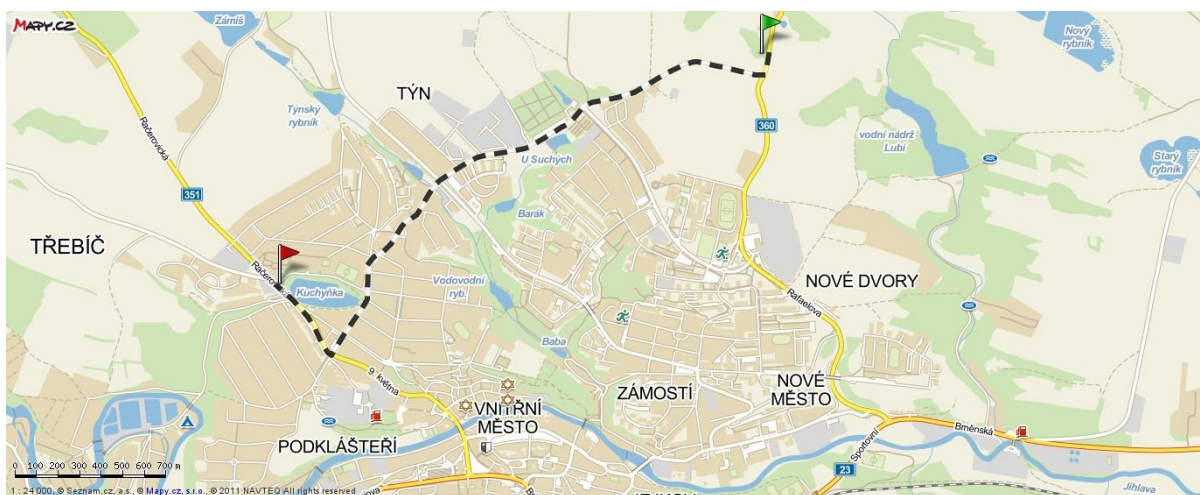 Mapy.cz
Zámiš
Nový
rybník
TÝN
Týnský
rybník
Račerovická
360
vodní nádrž
Lubí
U Suchých
Starý
rybník
351
Barák
TŘEBÍČ
Kuchyňka
Vodovodní
ryb.
NOVÉ DVORY
Rafaelova
Baba
9. května
ZÁMOSTÍ
NOVÉ
MĚSTO
VNITŘNÍ
MĚSTO
PODKLÁŠTEŘÍ
Sportovní
Brněnská
23
Jihlava
0 100 200 300 400 500 600 700 m
1 : 24 000, © Seznam.cz, a.s., © Mapy.cz, s.r.o., © 2011 NAVTEQ All rights reserved